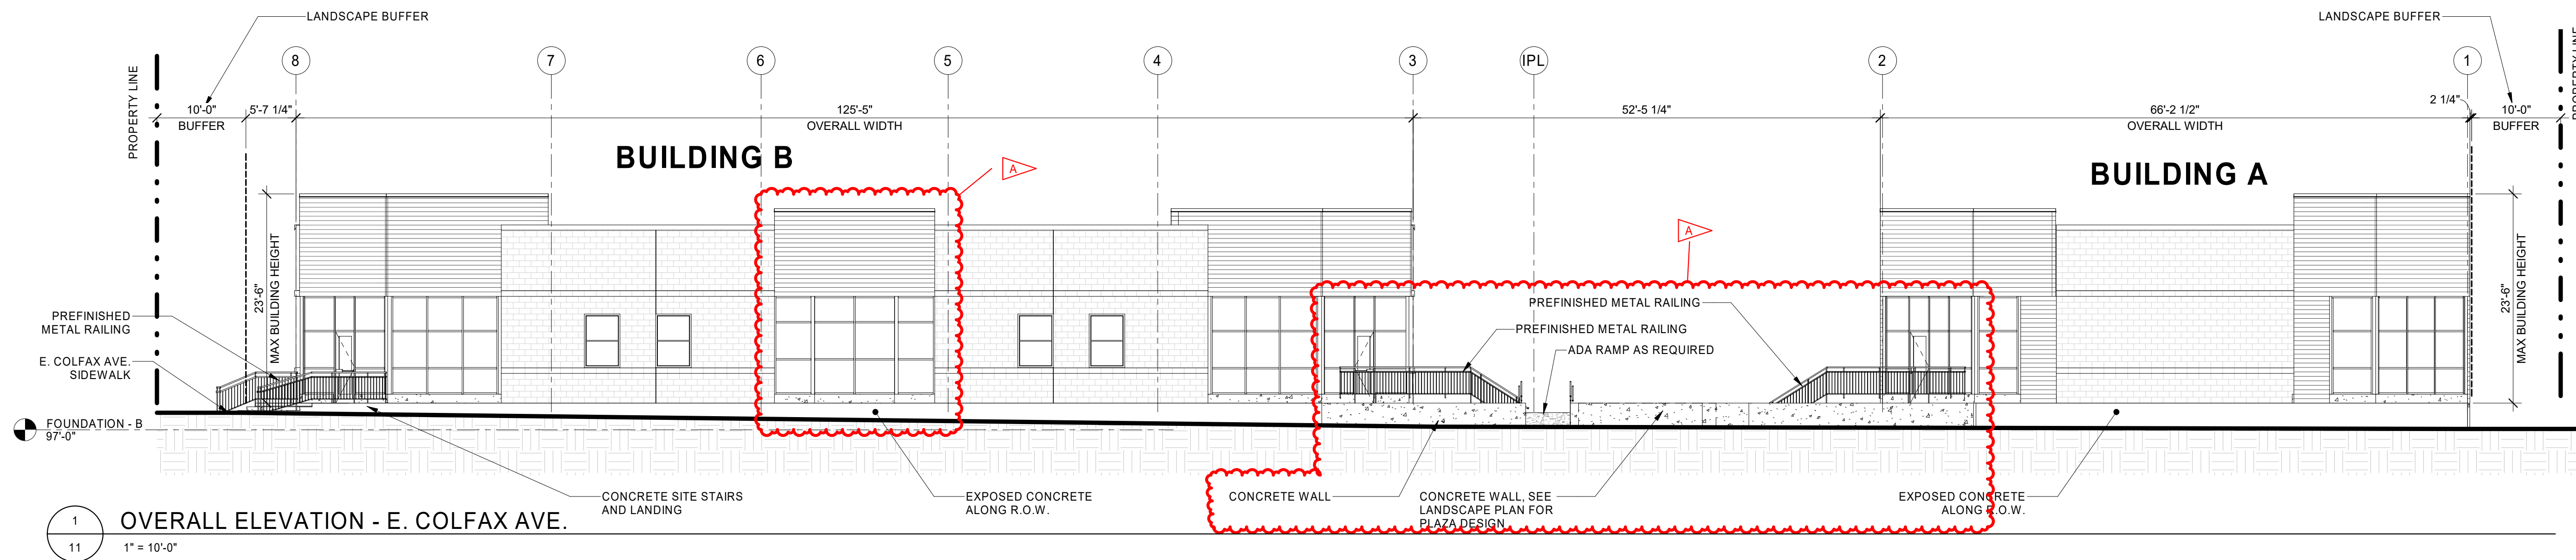 LANDSCAPE BUFFER
LANDSCAPE BUFFER
PROPERTY LINE
8
7
6
5
4
3
IPL
2
1
PROPERTY LINE
10'-0"
BUFFER
5'-7 1/4"
125'-5"
OVERALL WIDTH
52'-5 1/4"
66'-2 1/2"
OVERALL WIDTH
2 1/4"
10'-0"
BUFFER
BUILDING B
BUILDING A
A
A
23'-6"
MAX BUILDING HEIGHT
23'-6"
MAX BUILDING HEIGHT
PREFINISHED
METAL RAILING
E. COLFAX AVE.
SIDEWALK
PREFINISHED METAL RAILING
PREFINISHED METAL RAILING
ADA RAMP AS REQUIRED
FOUNDATION - B
97'-0"
CONCRETE SITE STAIRS
AND LANDING
EXPOSED CONCRETE
ALONG R.O.W.
CONCRETE WALL
CONCRETE WALL, SEE
LANDSCAPE PLAN FOR
PLAZA DESIGN
EXPOSED CONCRETE
ALONG R.O.W.
1
11
OVERALL ELEVATION - E. COLFAX AVE.
1" = 10'-0"